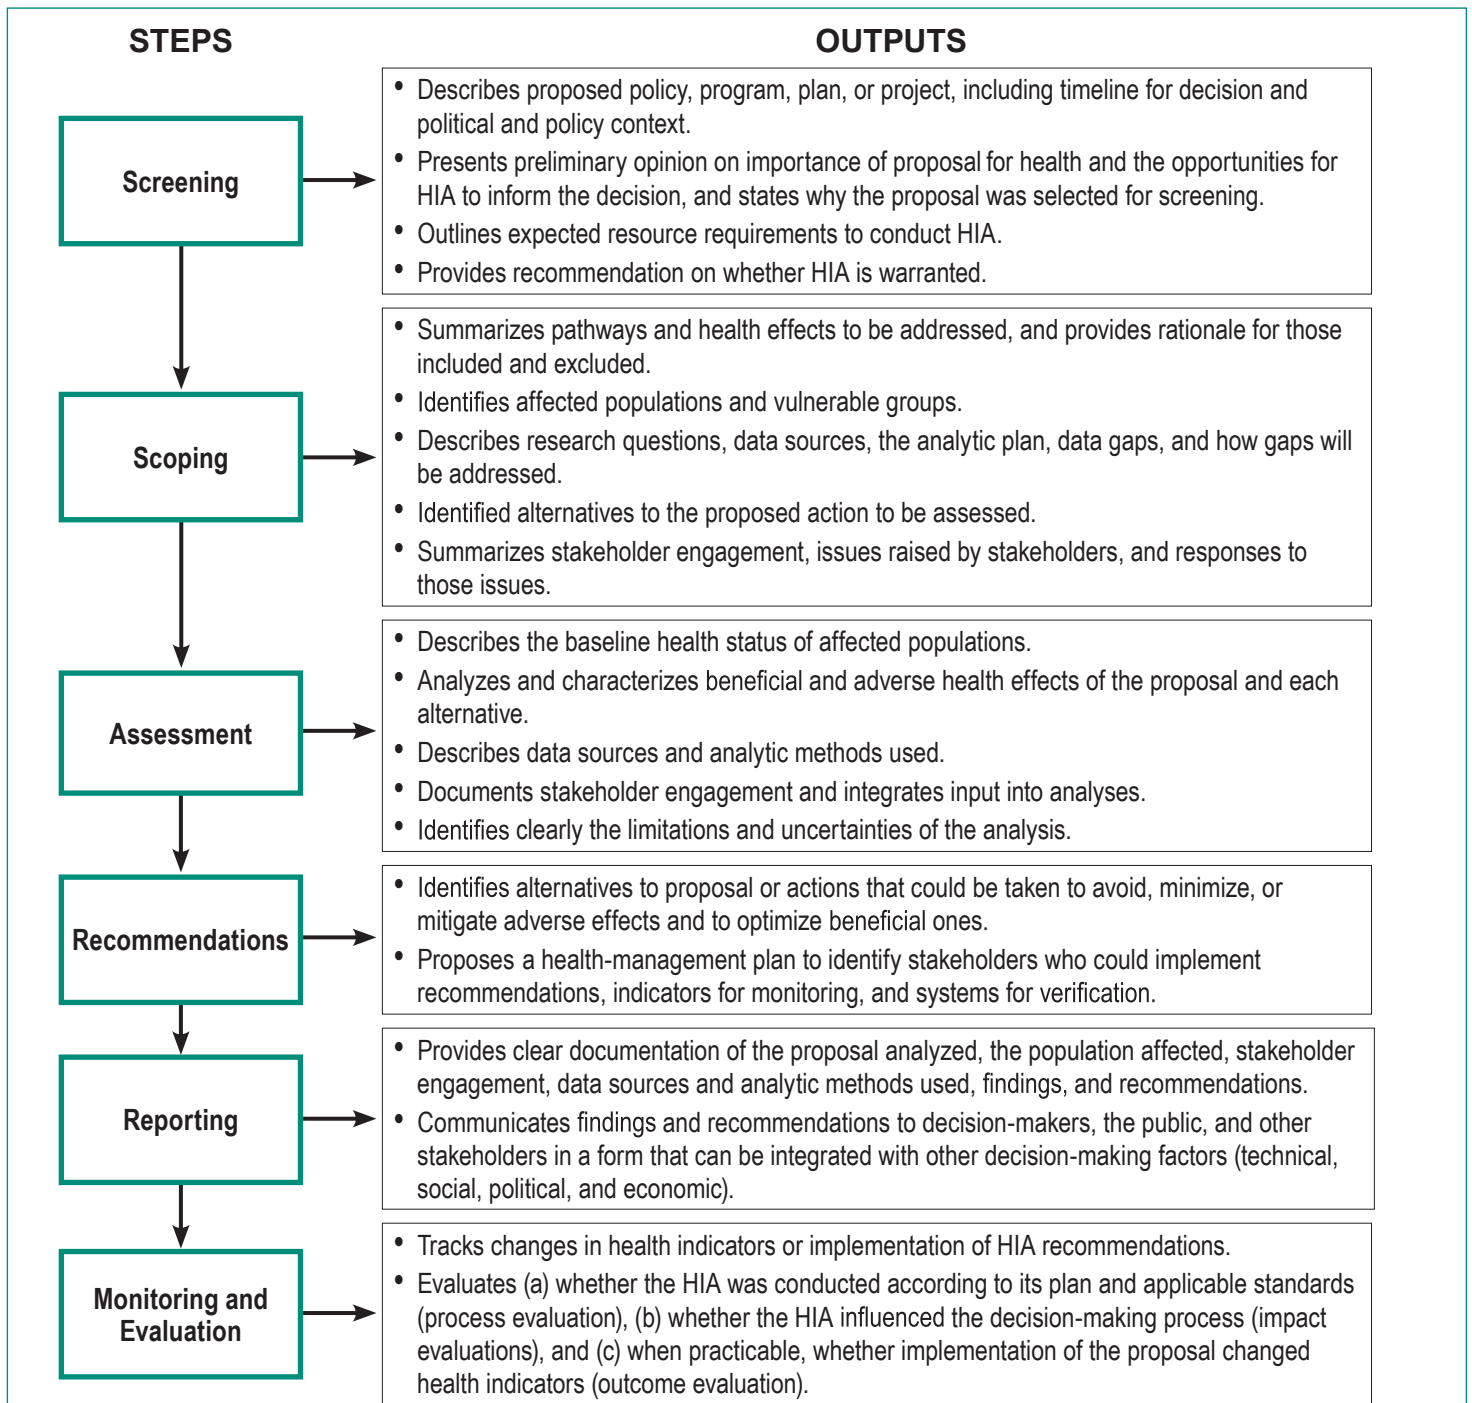 STEPS
OUTPUTS
Screening
• Describes proposed policy, program, plan, or project, including timeline for decision and
political and policy context.
• Presents preliminary opinion on importance of proposal for health and the opportunities for
HIA to inform the decision, and states why the proposal was selected for screening.
• Outlines expected resource requirements to conduct HIA.
• Provides recommendation on whether HIA is warranted.
Scoping
• Summarizes pathways and health effects to be addressed, and provides rationale for those
included and excluded.
• Identifies affected populations and vulnerable groups.
• Describes research questions, data sources, the analytic plan, data gaps, and how gaps will
be addressed.
• Identified alternatives to the proposed action to be assessed.
• Summarizes stakeholder engagement, issues raised by stakeholders, and responses to
those issues.
Assessment
• Describes the baseline health status of affected populations.
• Analyzes and characterizes beneficial and adverse health effects of the proposal and each
alternative.
• Describes data sources and analytic methods used.
• Documents stakeholder engagement and integrates input into analyses.
• Identifies clearly the limitations and uncertainties of the analysis.
Recommendations
• Identifies alternatives to proposal or actions that could be taken to avoid, minimize, or
mitigate adverse effects and to optimize beneficial ones.
• Proposes a health-management plan to identify stakeholders who could implement
recommendations, indicators for monitoring, and systems for verification.
Reporting
• Provides clear documentation of the proposal analyzed, the population affected, stakeholder
engagement, data sources and analytic methods used, findings, and recommendations.
• Communicates findings and recommendations to decision-makers, the public, and other
stakeholders in a form that can be integrated with other decision-making factors (technical,
social, political, and economic).
Monitoring and
Evaluation
• Tracks changes in health indicators or implementation of HIA recommendations.
• Evaluates (a) whether the HIA was conducted according to its plan and applicable standards
(process evaluation), (b) whether the HIA influenced the decision-making process (impact
evaluations), and (c) when practicable, whether implementation of the proposal changed
health indicators (outcome evaluation).